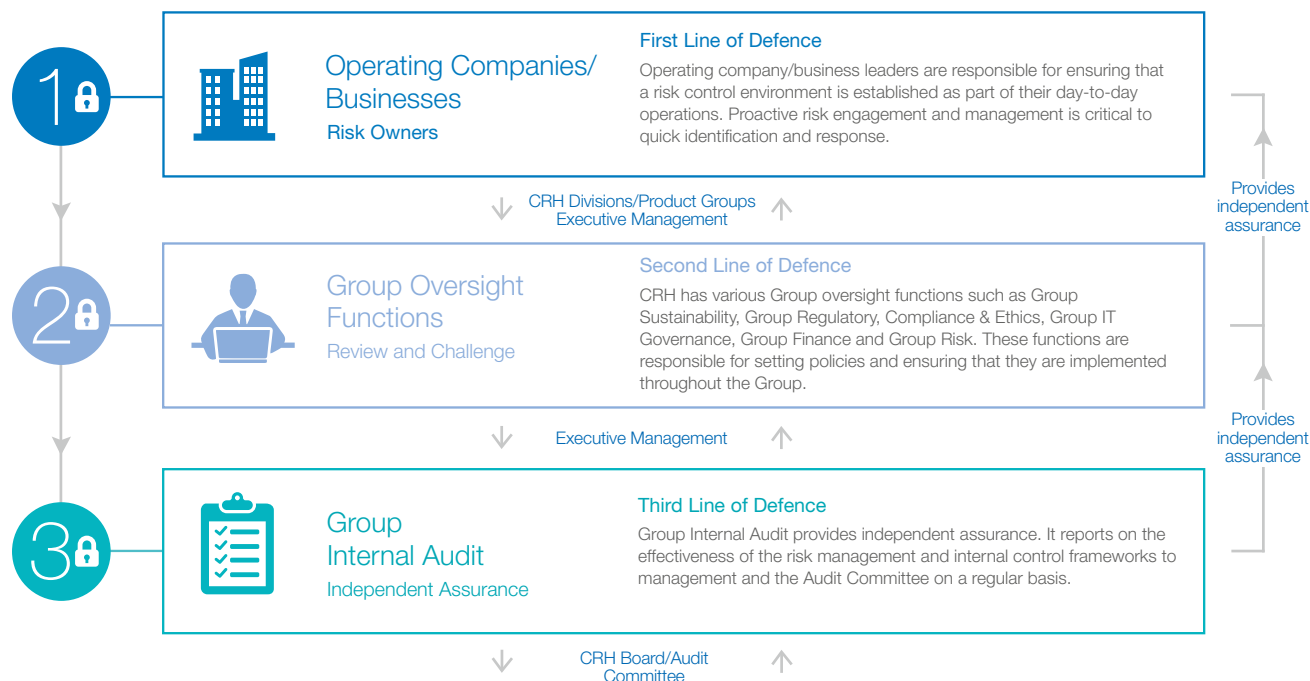 1
Operating Companies/
Businesses
Risk Owners
First Line of Defence
Operating company/business leaders are responsible for ensuring that
a risk control environment is established as part of their day-to-day
operations. Proactive risk engagement and management is critical to
quick identification and response.
CRH Divisions/Product Groups
Executive Management
Provides
independent
assurance
2
Group Oversight
Functions
Review and Challenge
Second Line of Defence
CRH has various Group oversight functions such as Group
Sustainability, Group Regulatory, Compliance & Ethics, Group IT
Governance, Group Finance and Group Risk. These functions are
responsible for setting policies and ensuring that they are implemented
throughout the Group.
Executive Management
Provides
independent
assurance
3
Group
Internal Audit
Independent Assurance
Third Line of Defence
Group Internal Audit provides independent assurance. It reports on the
effectiveness of the risk management and internal control frameworks to
management and the Audit Committee on a regular basis.
CRH Board/Audit
Committee